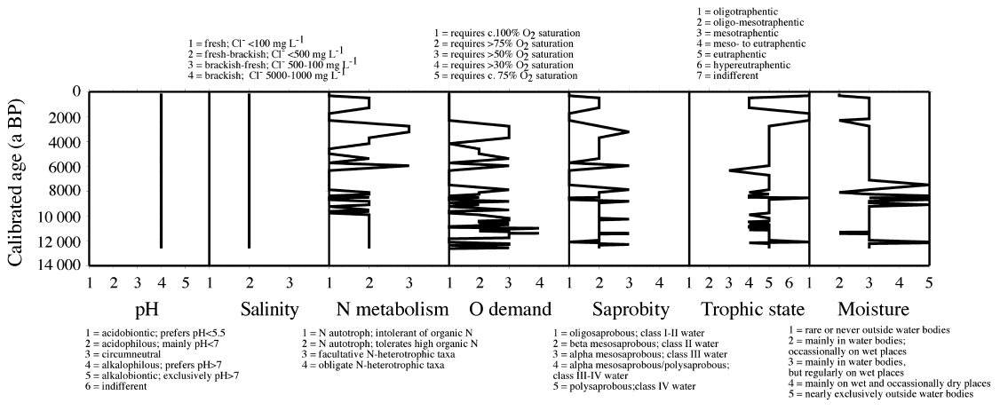 1 = fresh; Cl⁻ <100 mg L⁻¹
2 = fresh-brackish; Cl⁻ <500 mg L⁻¹
3 = brackish-fresh; Cl⁻ 500-100 mg L⁻¹
4 = brackish; Cl⁻ 5000-1000 mg L⁻¹
1 = requires c.100% O₂ saturation
2 = requires >75% O₂ saturation
3 = requires >50% O₂ saturation
4 = requires >30% O₂ saturation
5 = requires c. 75% O₂ saturation
1 = oligotraphentic
2 = oligo-mesotraphentic
3 = mesotraphentic
4 = meso- to eutraphentic
5 = eutraphentic
6 = hypereutraphentic
7 = indifferent
Calibrated age (a BP)
0
2000
4000
6000
8000
10 000
12 000
14 000
1 2 3 4 5 1 2 3 1 2 3 1 2 3 4 1 2 3 4 1 2 3 4 5 6 1 2 3 4 5
pH Salinity N metabolism O demand Saprobity Trophic state Moisture
1 = acidobiontic; prefers pH<5.5
2 = acidophilous; mainly pH<7
3 = circumneutral
4 = alkalophilous; prefers pH>7
5 = alkalobiontic; exclusively pH>7
6 = indifferent
1 = N autotroph; intolerant of organic N
2 = N autotroph; tolerates high organic N
3 = facultative N-heterotrophic taxa
4 = obligate N-heterotrophic taxa
1 = oligosaprobous; class I-II water
2 = beta mesosaprobous; class II water
3 = alpha mesosaprobous; class III water
4 = alpha mesosaprobous/polysaprobous;
class III-IV water
5 = polysaprobous;class IV water
1 = rare or never outside water bodies
2 = mainly in water bodies;
occasionally on wet places
3 = mainly in water bodies,
but regularly on wet places
4 = mainly on wet and occasionally dry places
5 = nearly exclusively outside water bodies